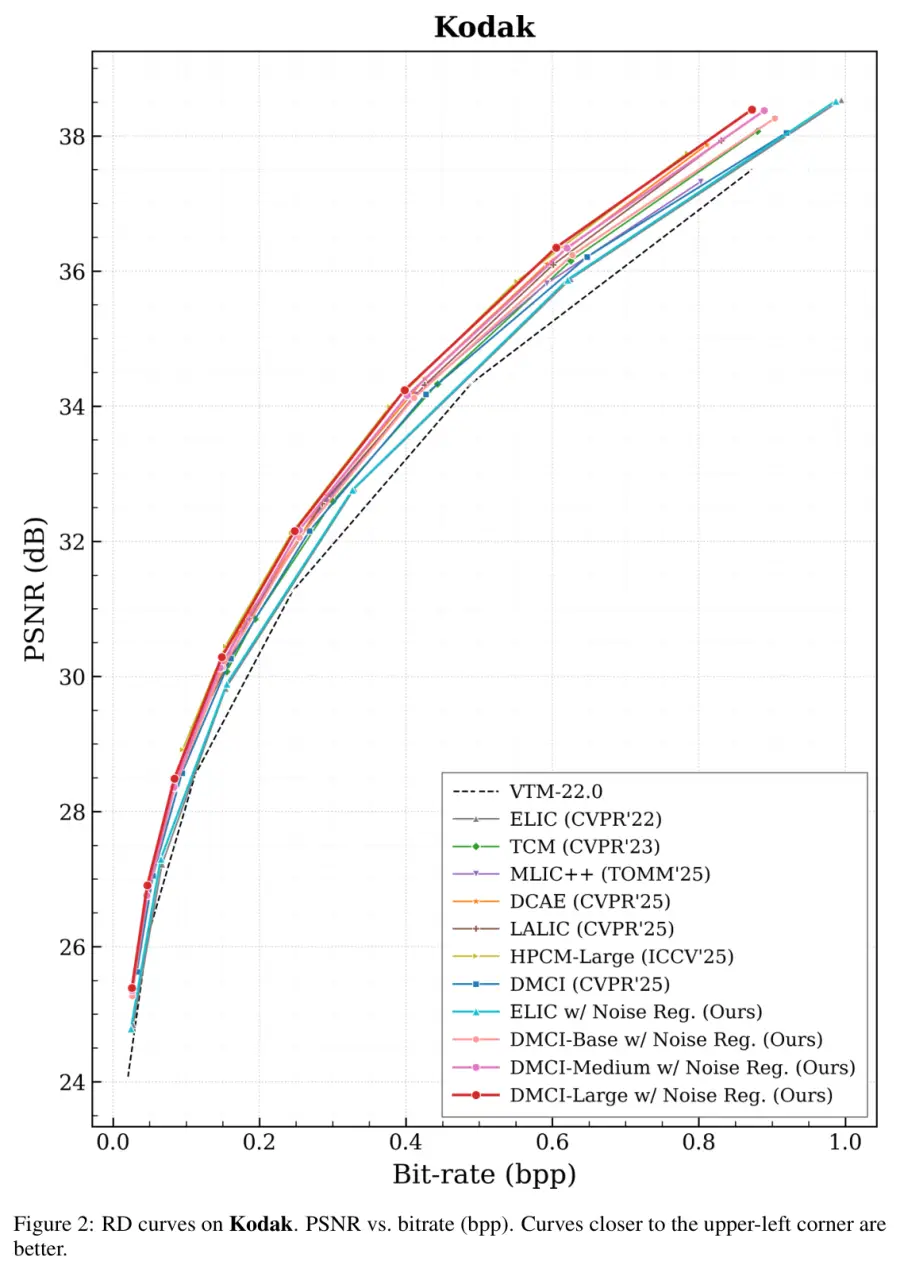 Kodak
PSNR (dB)
38
36
34
32
30
28
26
24
VTM-22.0
ELIC (CVPR'22)
TCM (CVPR'23)
MLIC++ (TOMM'25)
DCAE (CVPR'25)
LALIC (CVPR'25)
HPCM-Large (ICCV'25)
DMCI (CVPR'25)
ELIC w/ Noise Reg. (Ours)
DMCI-Base w/ Noise Reg. (Ours)
DMCI-Medium w/ Noise Reg. (Ours)
DMCI-Large w/ Noise Reg. (Ours)
0.0 0.2 0.4 0.6 0.8 1.0
Bit-rate (bpp)
Figure 2: RD curves on Kodak. PSNR vs. bitrate (bpp). Curves closer to the upper-left corner are
better.